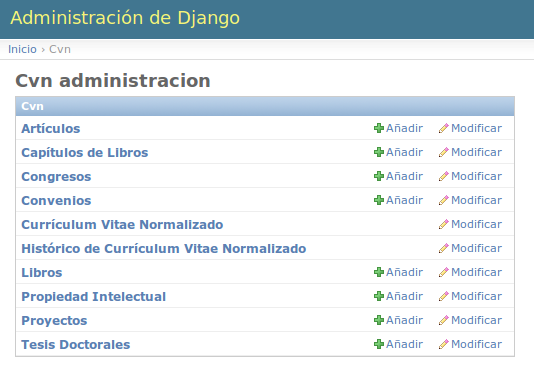 Administración de Django
Inicio › Cvn
Cvn administracion
Cvn
Artículos Añadir Modificar
Capítulos de Libros Añadir Modificar
Congresos Añadir Modificar
Convenios Añadir Modificar
Currículum Vitae Normalizado Modificar
Histórico de Currículum Vitae Normalizado Modificar
Libros Añadir Modificar
Propiedad Intelectual Añadir Modificar
Proyectos Añadir Modificar
Tesis Doctorales Añadir Modificar